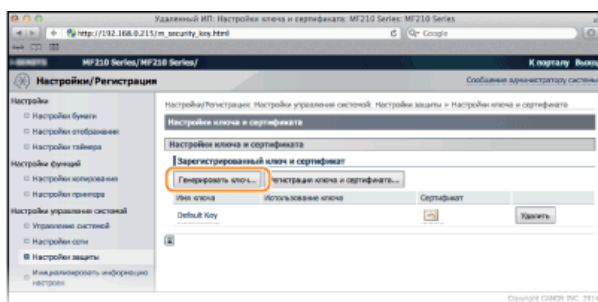 Удаленный ИП: Настройки ключа и сертификата: MF210 Series: MF210 Series
http://192.168.0.215/m_security_key.html
Google
MF210 Series/MF210 Series/
К порталу
Настройки/Регистрация
Сообщение администратору системы
Настройки
Настройки/Регистрация: Настройки управления системой: Настройки защиты > Настройки ключа и сертификата
Настройки бумаги
Настройки ключа и сертификата
Настройки отображения
Настройки таймера
Настройки ключа и сертификата
Настройки функций
Зарегистрированный ключ и сертификат
Настройки копирования
Генерировать ключ...
Регистрация ключа и сертификата...
Настройки принтера
Имя ключа
Использование ключа
Сертификат
Настройки управления системой
Default Key
Удалить
Управление системой
Настройки сети
Настройки защиты
Инициализировать информацию настроек
Copyright CANON INC. 2014